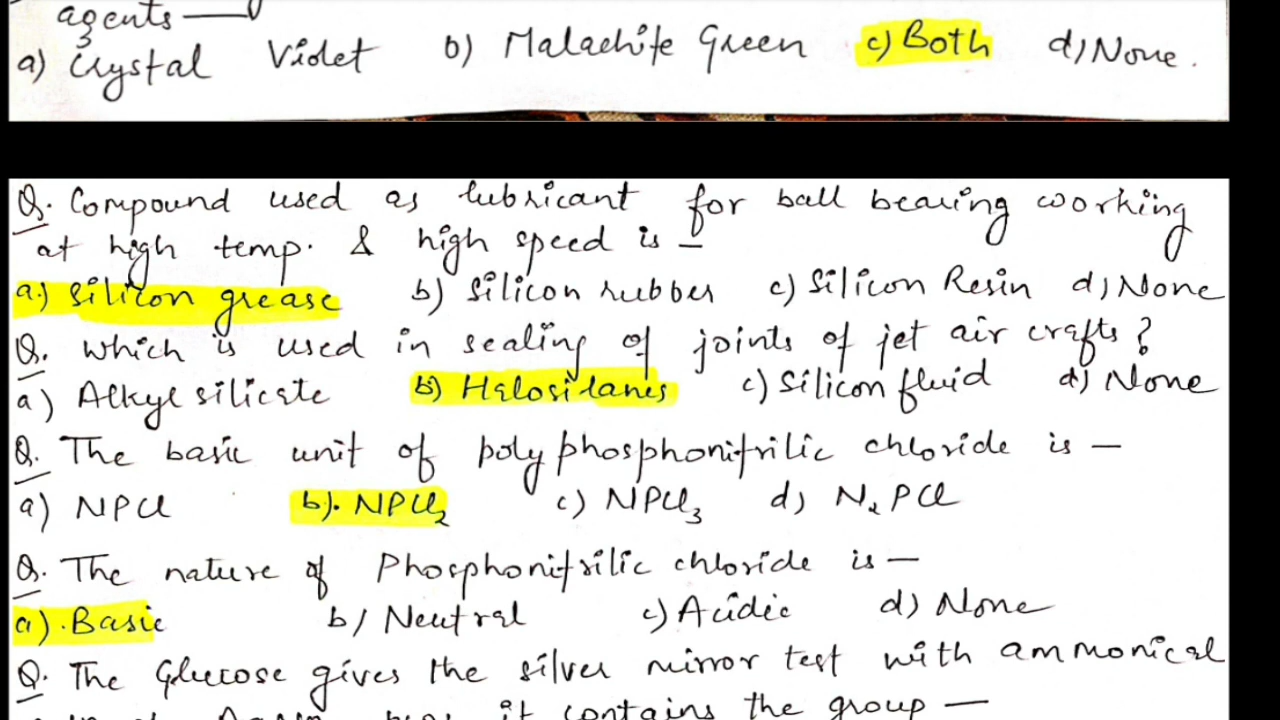 agents —
a) Crystal Violet b) Malachite Green c) Both d) None.
Q. Compound used as lubricant for ball bearing working
at high temp. & high speed is —
a.) Silicon grease b) Silicon rubber c) Silicon Resin d) None
Q. Which is used in sealing of joints of jet air crafts?
a) Alkyl silicate b) Halosilanes c) Silicon fluid d) None
Q. The basic unit of poly phosphonitrilic chloride is —
a) NPCl b). NPCl₂ c) NPCl₃ d) N₂PCl
Q. The nature of Phosphonitrilic chloride is —
a). Basic b) Neutral c) Acidic d) None
Q. The Glucose gives the silver mirror test with ammonical
it contains the group —